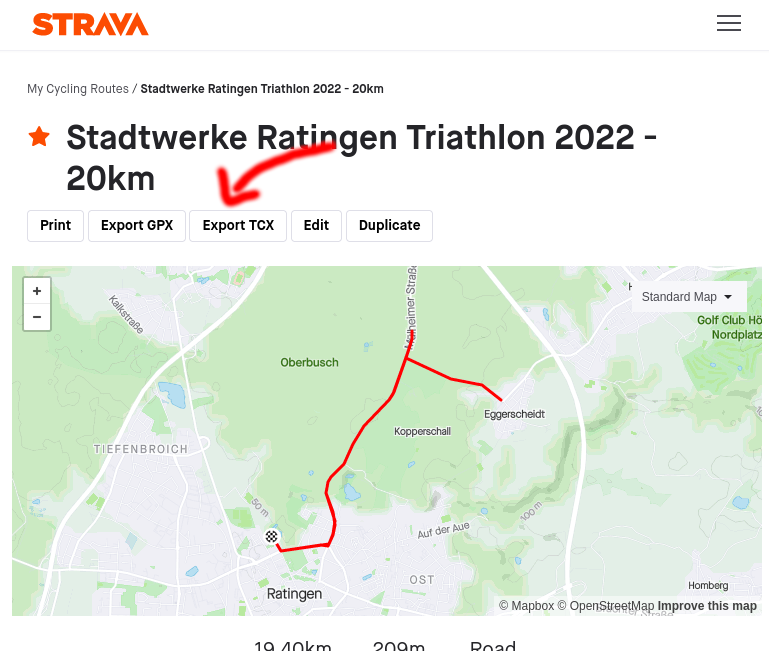 STRAVA
My Cycling Routes / Stadtwerke Ratingen Triathlon 2022 - 20km
Stadtwerke Ratingen Triathlon 2022 -
20km
Print
Export GPX
Export TCX
Edit
Duplicate
+
−
Standard Map
Kalkstraße
Mülheimer Straße
H
Golf Club Hö
Nordplatz
Oberbusch
Eggerscheidt
Kopperschall
TIEFENBROICH
50 m
100 m
Auf der Aue
OST
Ratingen
Homberg
© Mapbox © OpenStreetMap Improve this map
19.40km
209m
Road